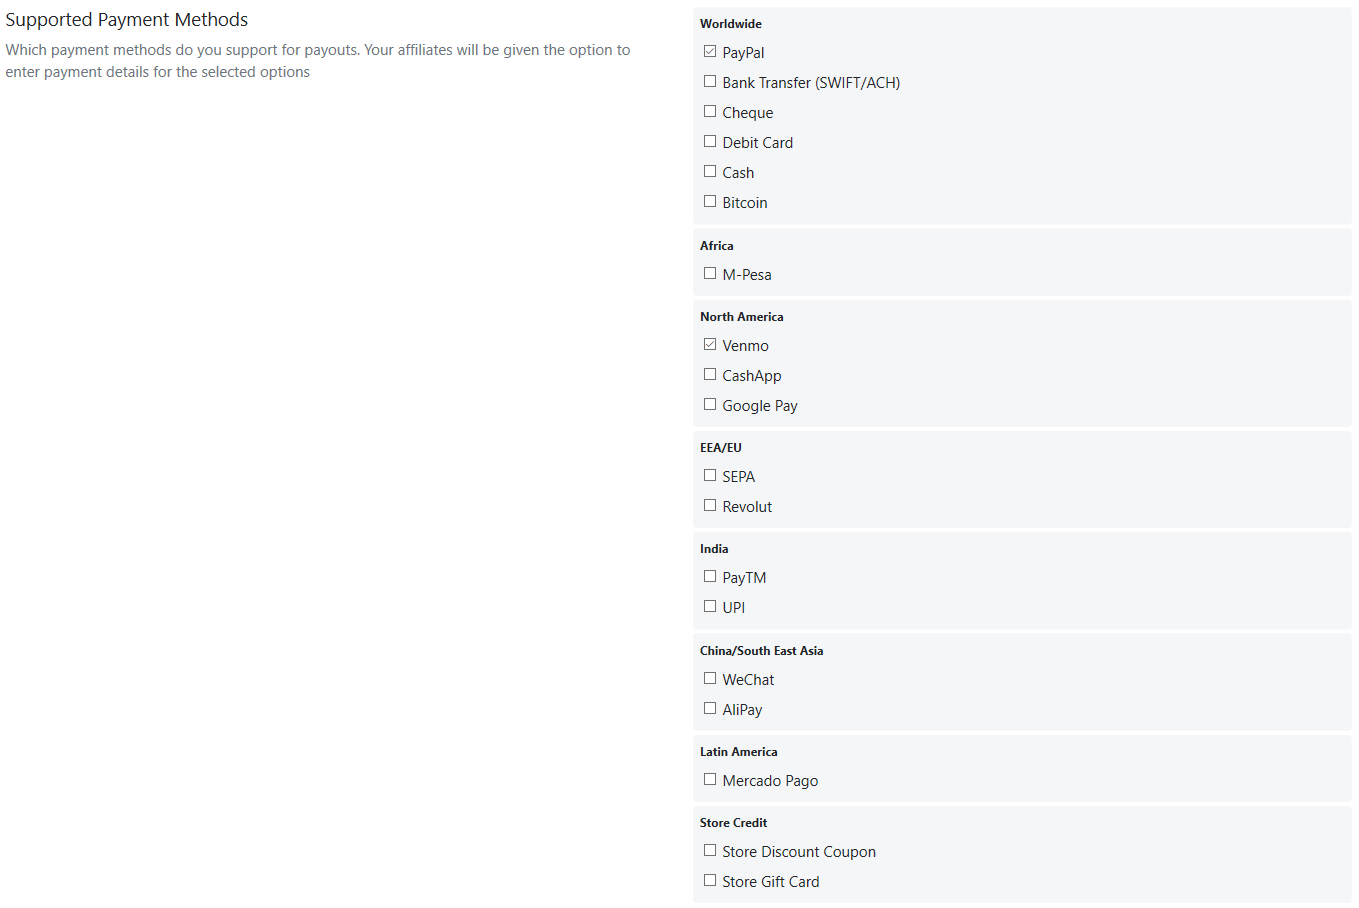 Supported Payment Methods
Which payment methods do you support for payouts. Your affiliates will be given the option to
enter payment details for the selected options
Worldwide
PayPal
Bank Transfer (SWIFT/ACH)
Cheque
Debit Card
Cash
Bitcoin
Africa
M-Pesa
North America
Venmo
CashApp
Google Pay
EEA/EU
SEPA
Revolut
India
PayTM
UPI
China/South East Asia
WeChat
AliPay
Latin America
Mercado Pago
Store Credit
Store Discount Coupon
Store Gift Card